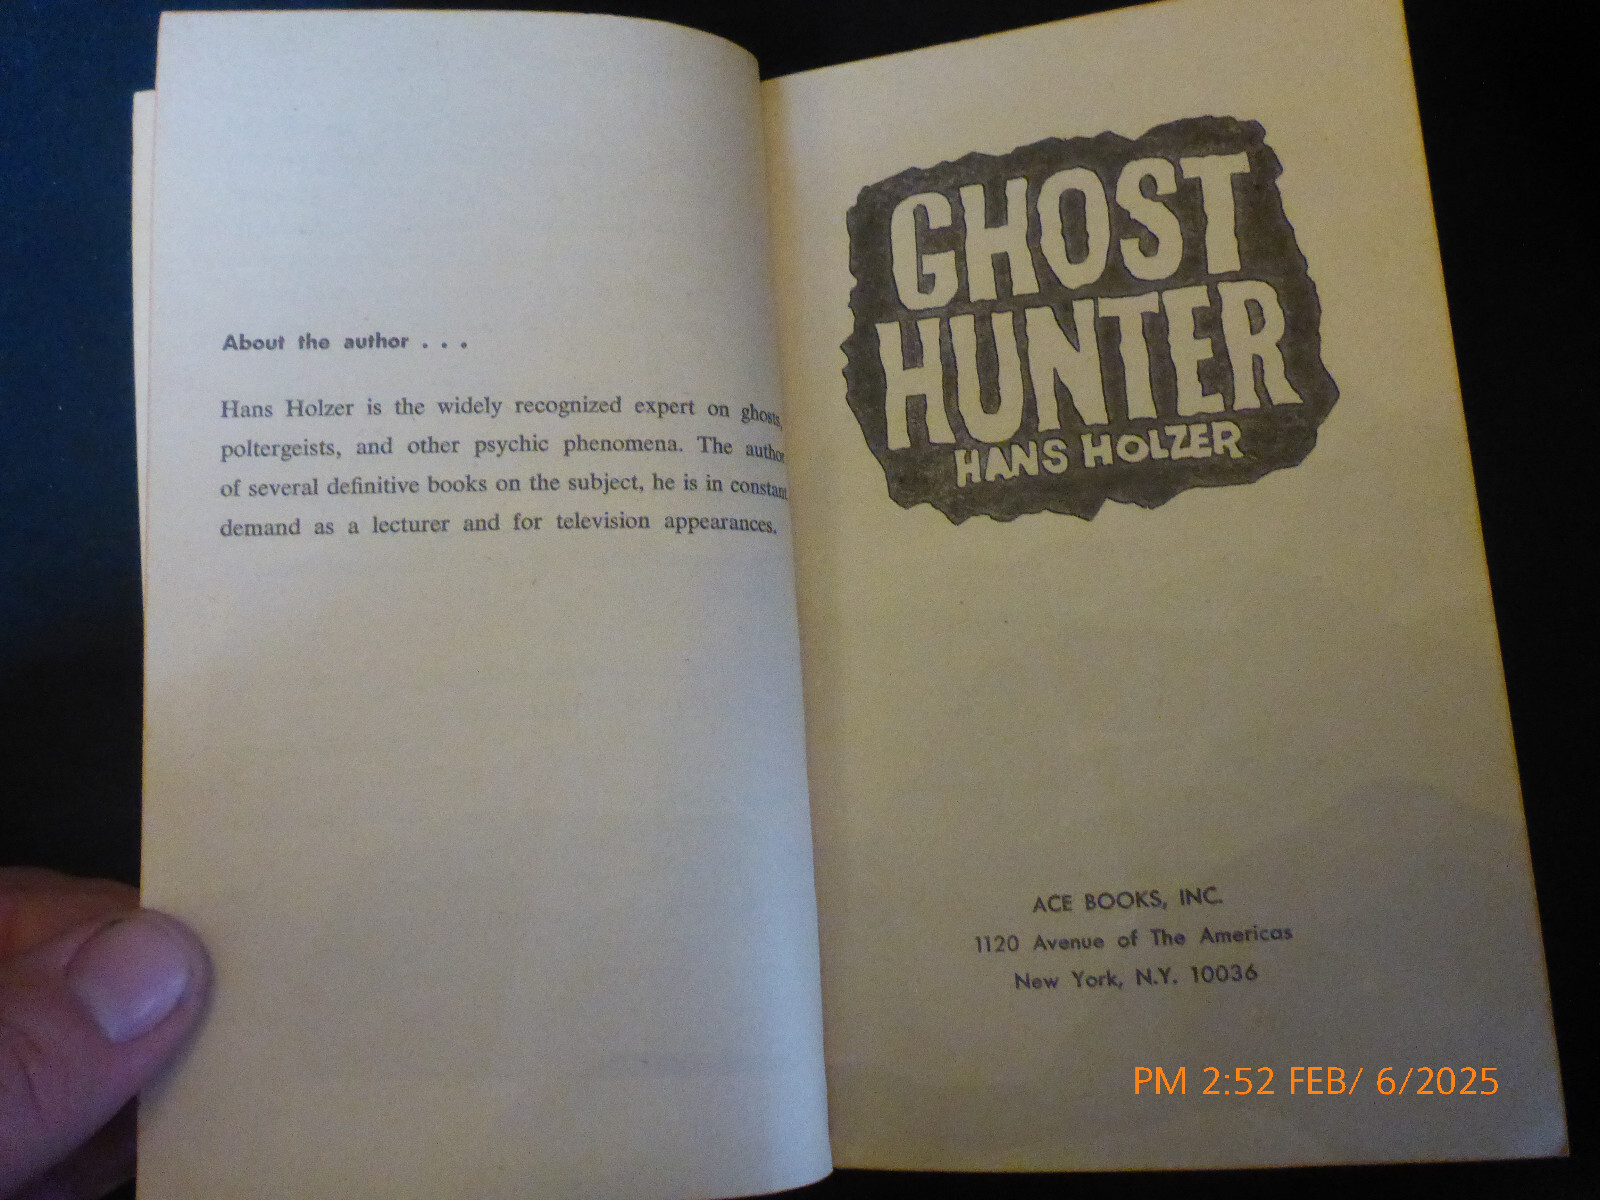 About the author . . .
Hans Holzer is the widely recognized expert on ghosts,
poltergeists, and other psychic phenomena. The author
of several definitive books on the subject, he is in constant
demand as a lecturer and for television appearances.
GHOST
HUNTER
HANS HOLZER
ACE BOOKS, INC.
1120 Avenue of The Americas
New York, N.Y. 10036
PM 2:52 FEB/ 6/2025